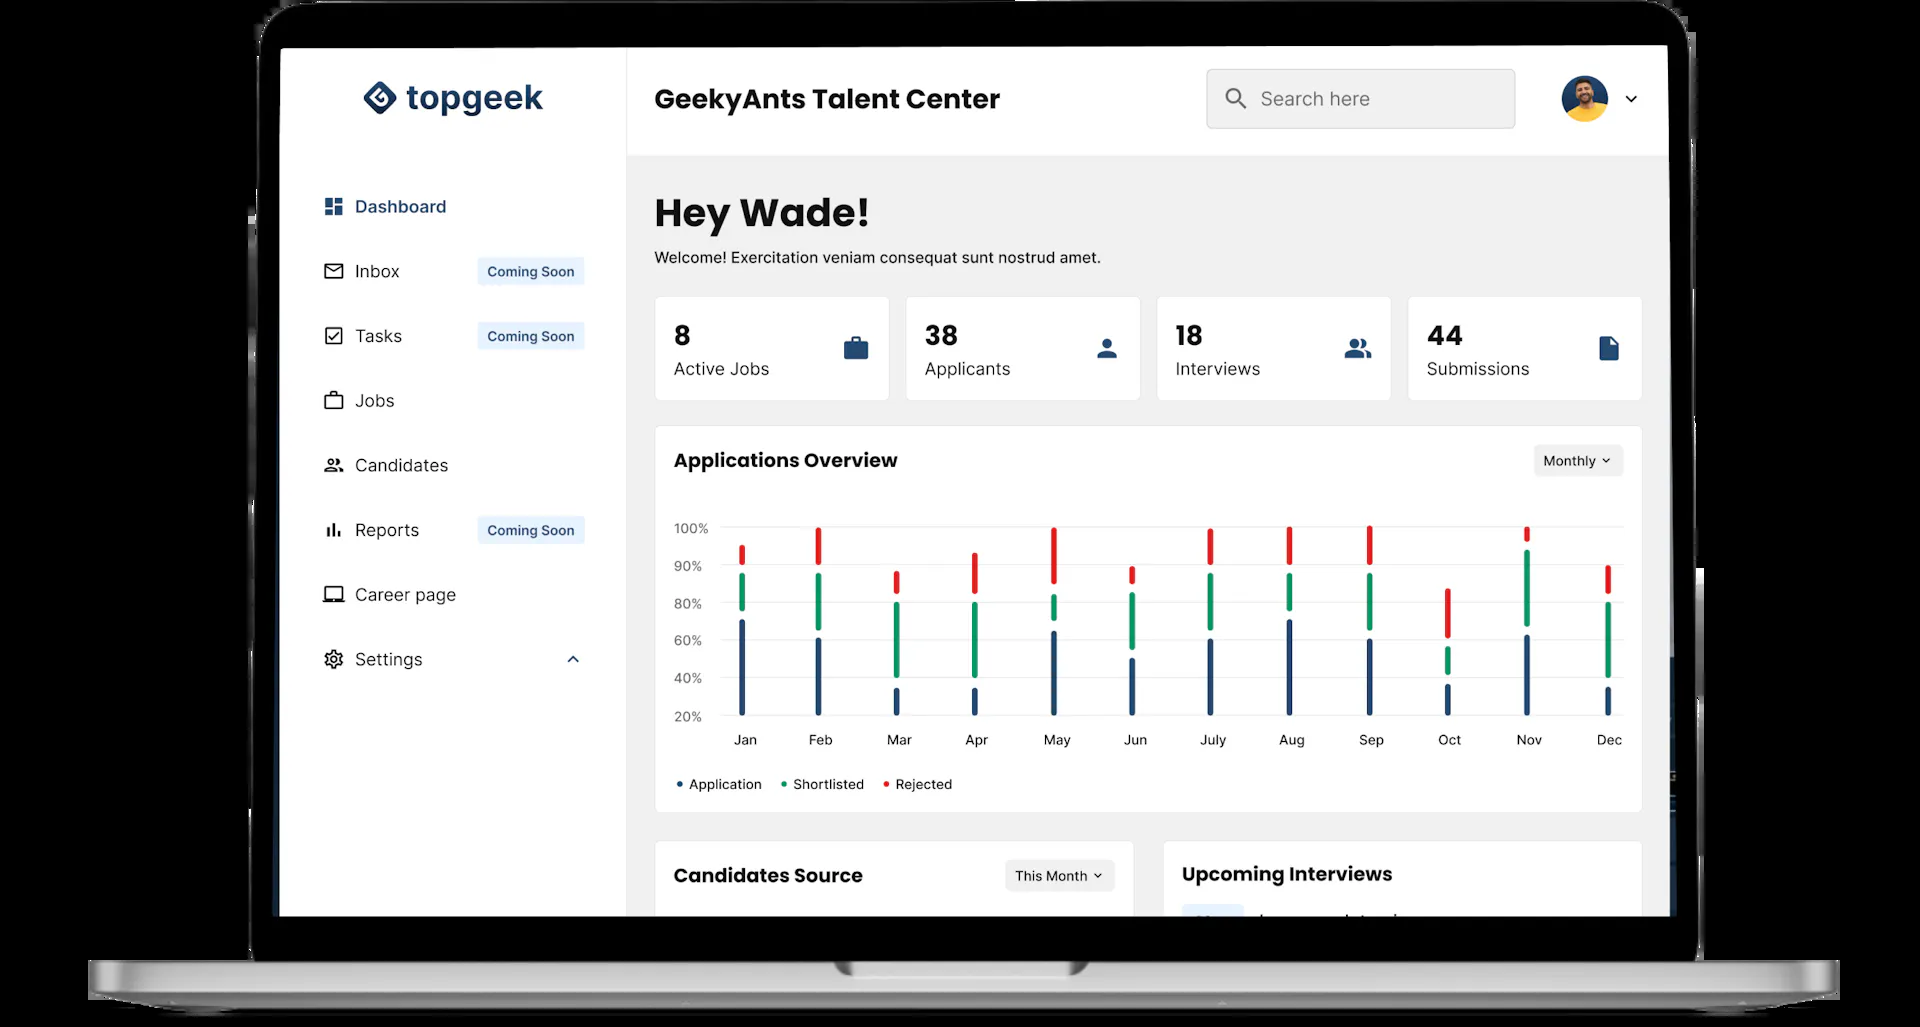 topgeek
GeekyAnts Talent Center
Search here
Dashboard
Inbox
Coming Soon
Tasks
Coming Soon
Jobs
Candidates
Reports
Coming Soon
Career page
Settings
Hey Wade!
Welcome! Exercitation veniam consequat sunt nostrud amet.
8
Active Jobs
38
Applicants
18
Interviews
44
Submissions
Applications Overview
Monthly
100%
90%
80%
60%
40%
20%
Jan Feb Mar Apr May Jun July Aug Sep Oct Nov Dec
Application Shortlisted Rejected
Candidates Source
This Month
Upcoming Interviews